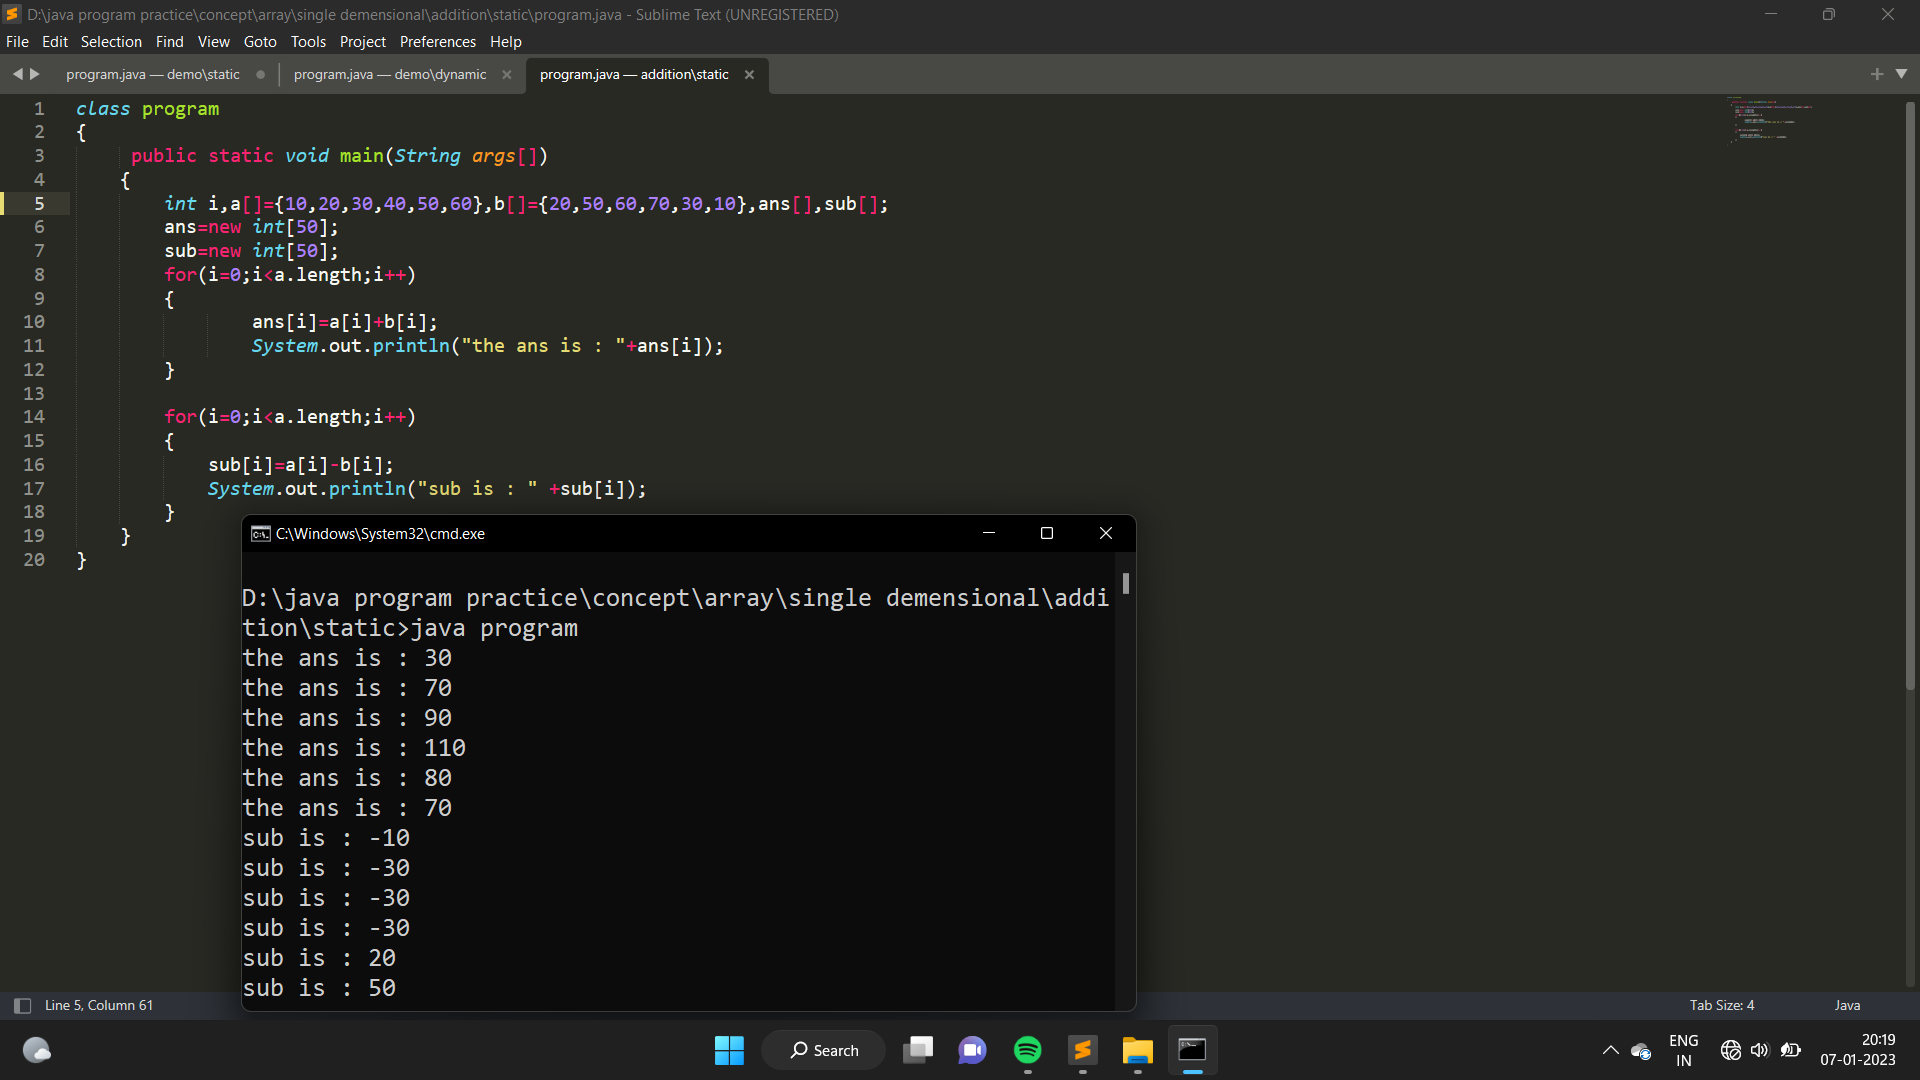 D:\java program practice\concept\array\single demensional\addition\static\program.java - Sublime Text (UNREGISTERED)
File Edit Selection Find View Goto Tools Project Preferences Help
program.java — demo\static program.java — demo\dynamic program.java — addition\static
1 class program
2 {
3 public static void main(String args[])
4 {
5 int i,a[]={10,20,30,40,50,60},b[]={20,50,60,70,30,10},ans[],sub[];
6 ans=new int[50];
7 sub=new int[50];
8 for(i=0;i<a.length;i++)
9 {
10 ans[i]=a[i]+b[i];
11 System.out.println("the ans is : "+ans[i]);
12 }
13
14 for(i=0;i<a.length;i++)
15 {
16 sub[i]=a[i]-b[i];
17 System.out.println("sub is : " +sub[i]);
18 }
19 }
20 }
C:\Windows\System32\cmd.exe
D:\java program practice\concept\array\single demensional\addi
tion\static>java program
the ans is : 30
the ans is : 70
the ans is : 90
the ans is : 110
the ans is : 80
the ans is : 70
sub is : -10
sub is : -30
sub is : -30
sub is : -30
sub is : 20
sub is : 50
Line 5, Column 61 Tab Size: 4 Java
Search
ENG
IN
20:19
07-01-2023